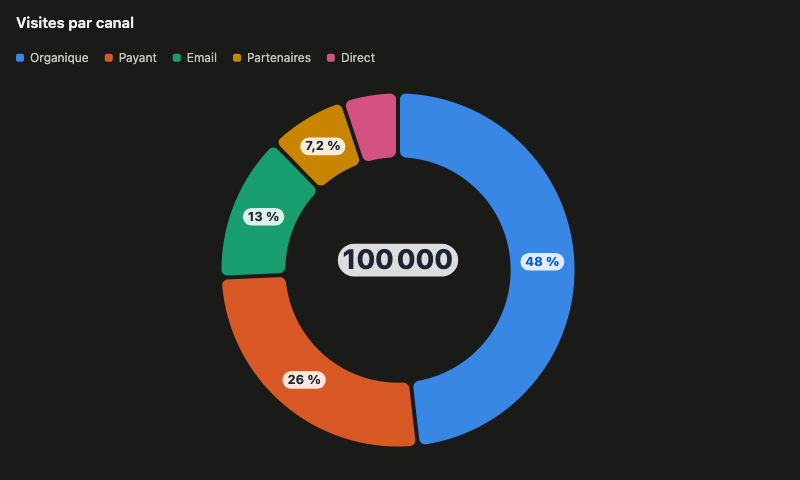 Visites par canal
Organique Payant Email Partenaires Direct
7,2 %
13 %
100 000
48 %
26 %